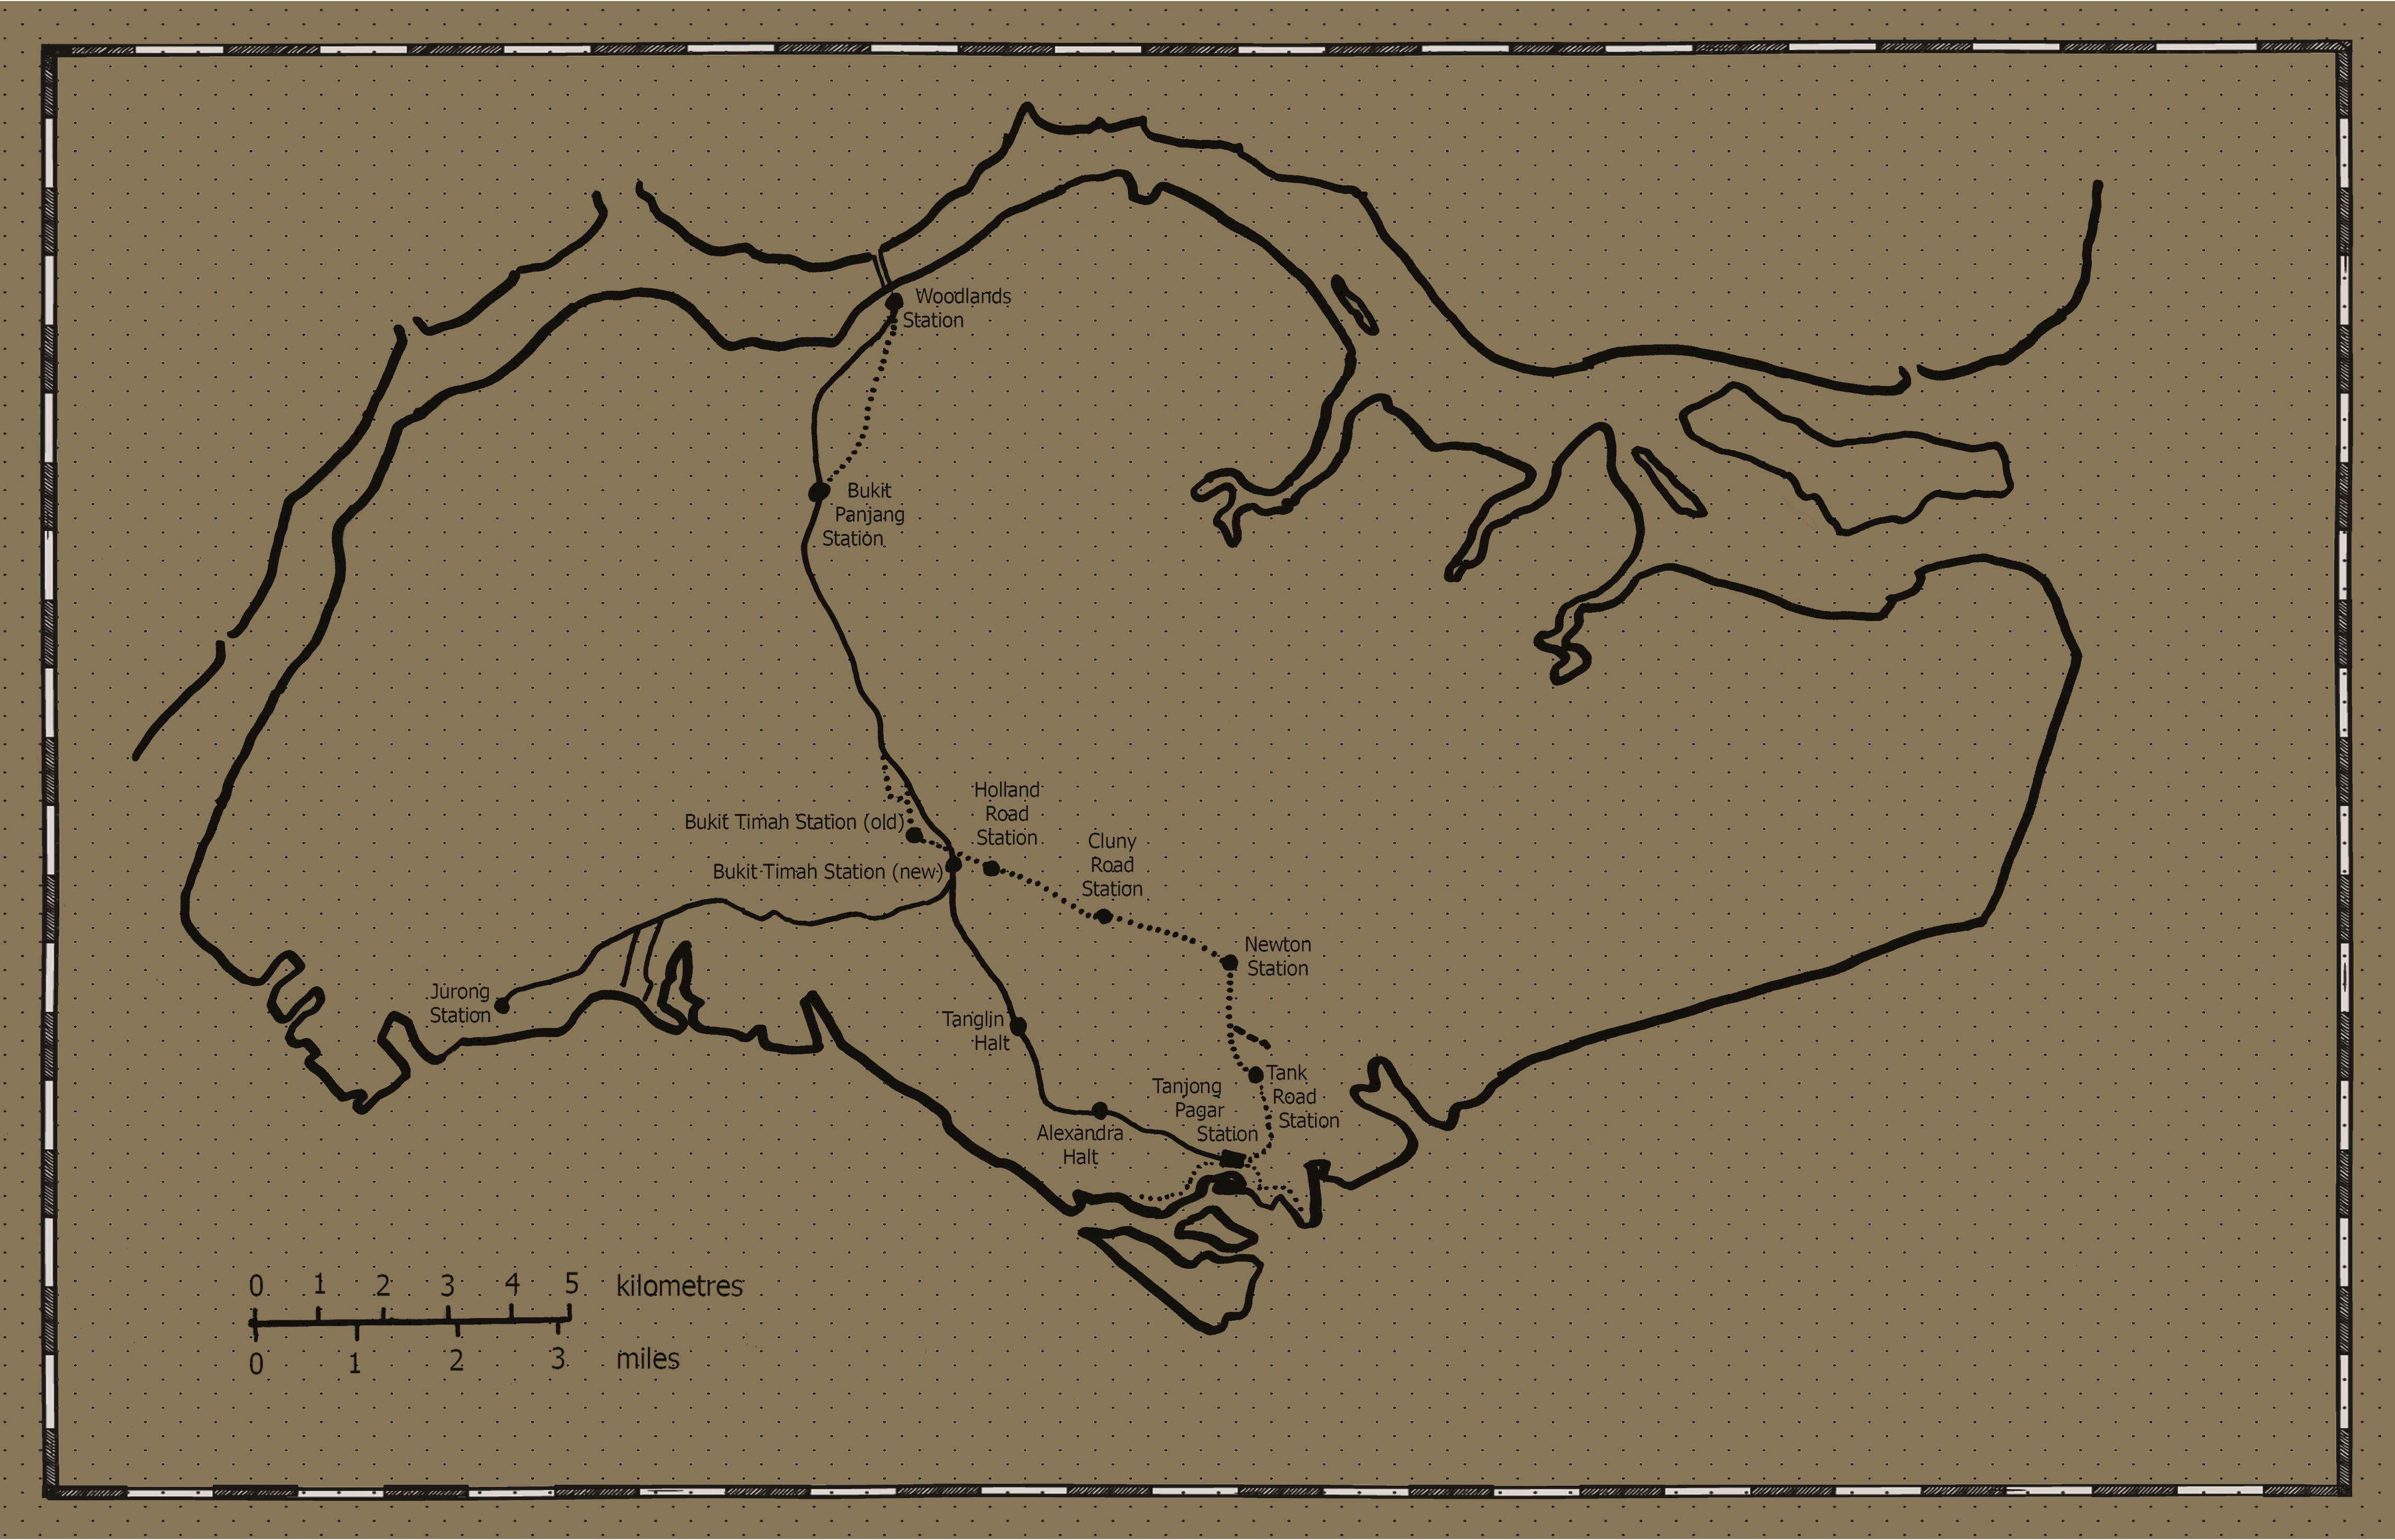 Woodlands
Station
Bukit
Panjang
Station
Holland
Road
Station
Bukit Timah Station (old)
Cluny
Road
Station
Bukit Timah Station (new)
Newton
Station
Jurong
Station
Tanglin
Halt
Tank
Road
Station
Tanjong
Pagar
Station
Alexandra
Halt
0 1 2 3 4 5 kilometres
0 1 2 3 miles